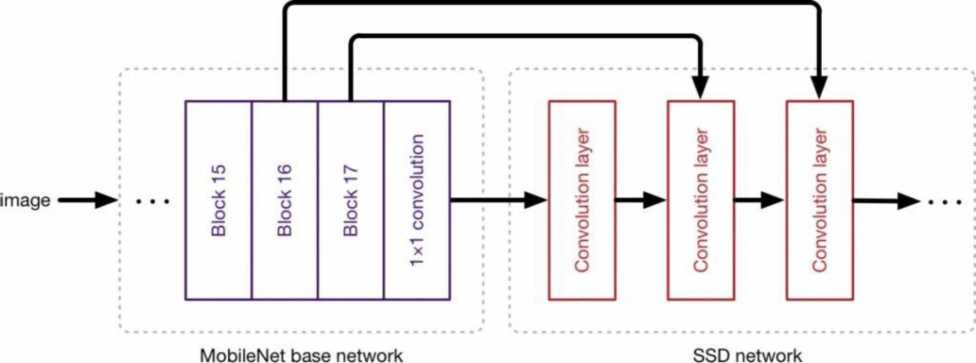 image
...
Block 15
Block 16
Block 17
1×1 convolution
Convolution layer
Convolution layer
Convolution layer
...
MobileNet base network
SSD network